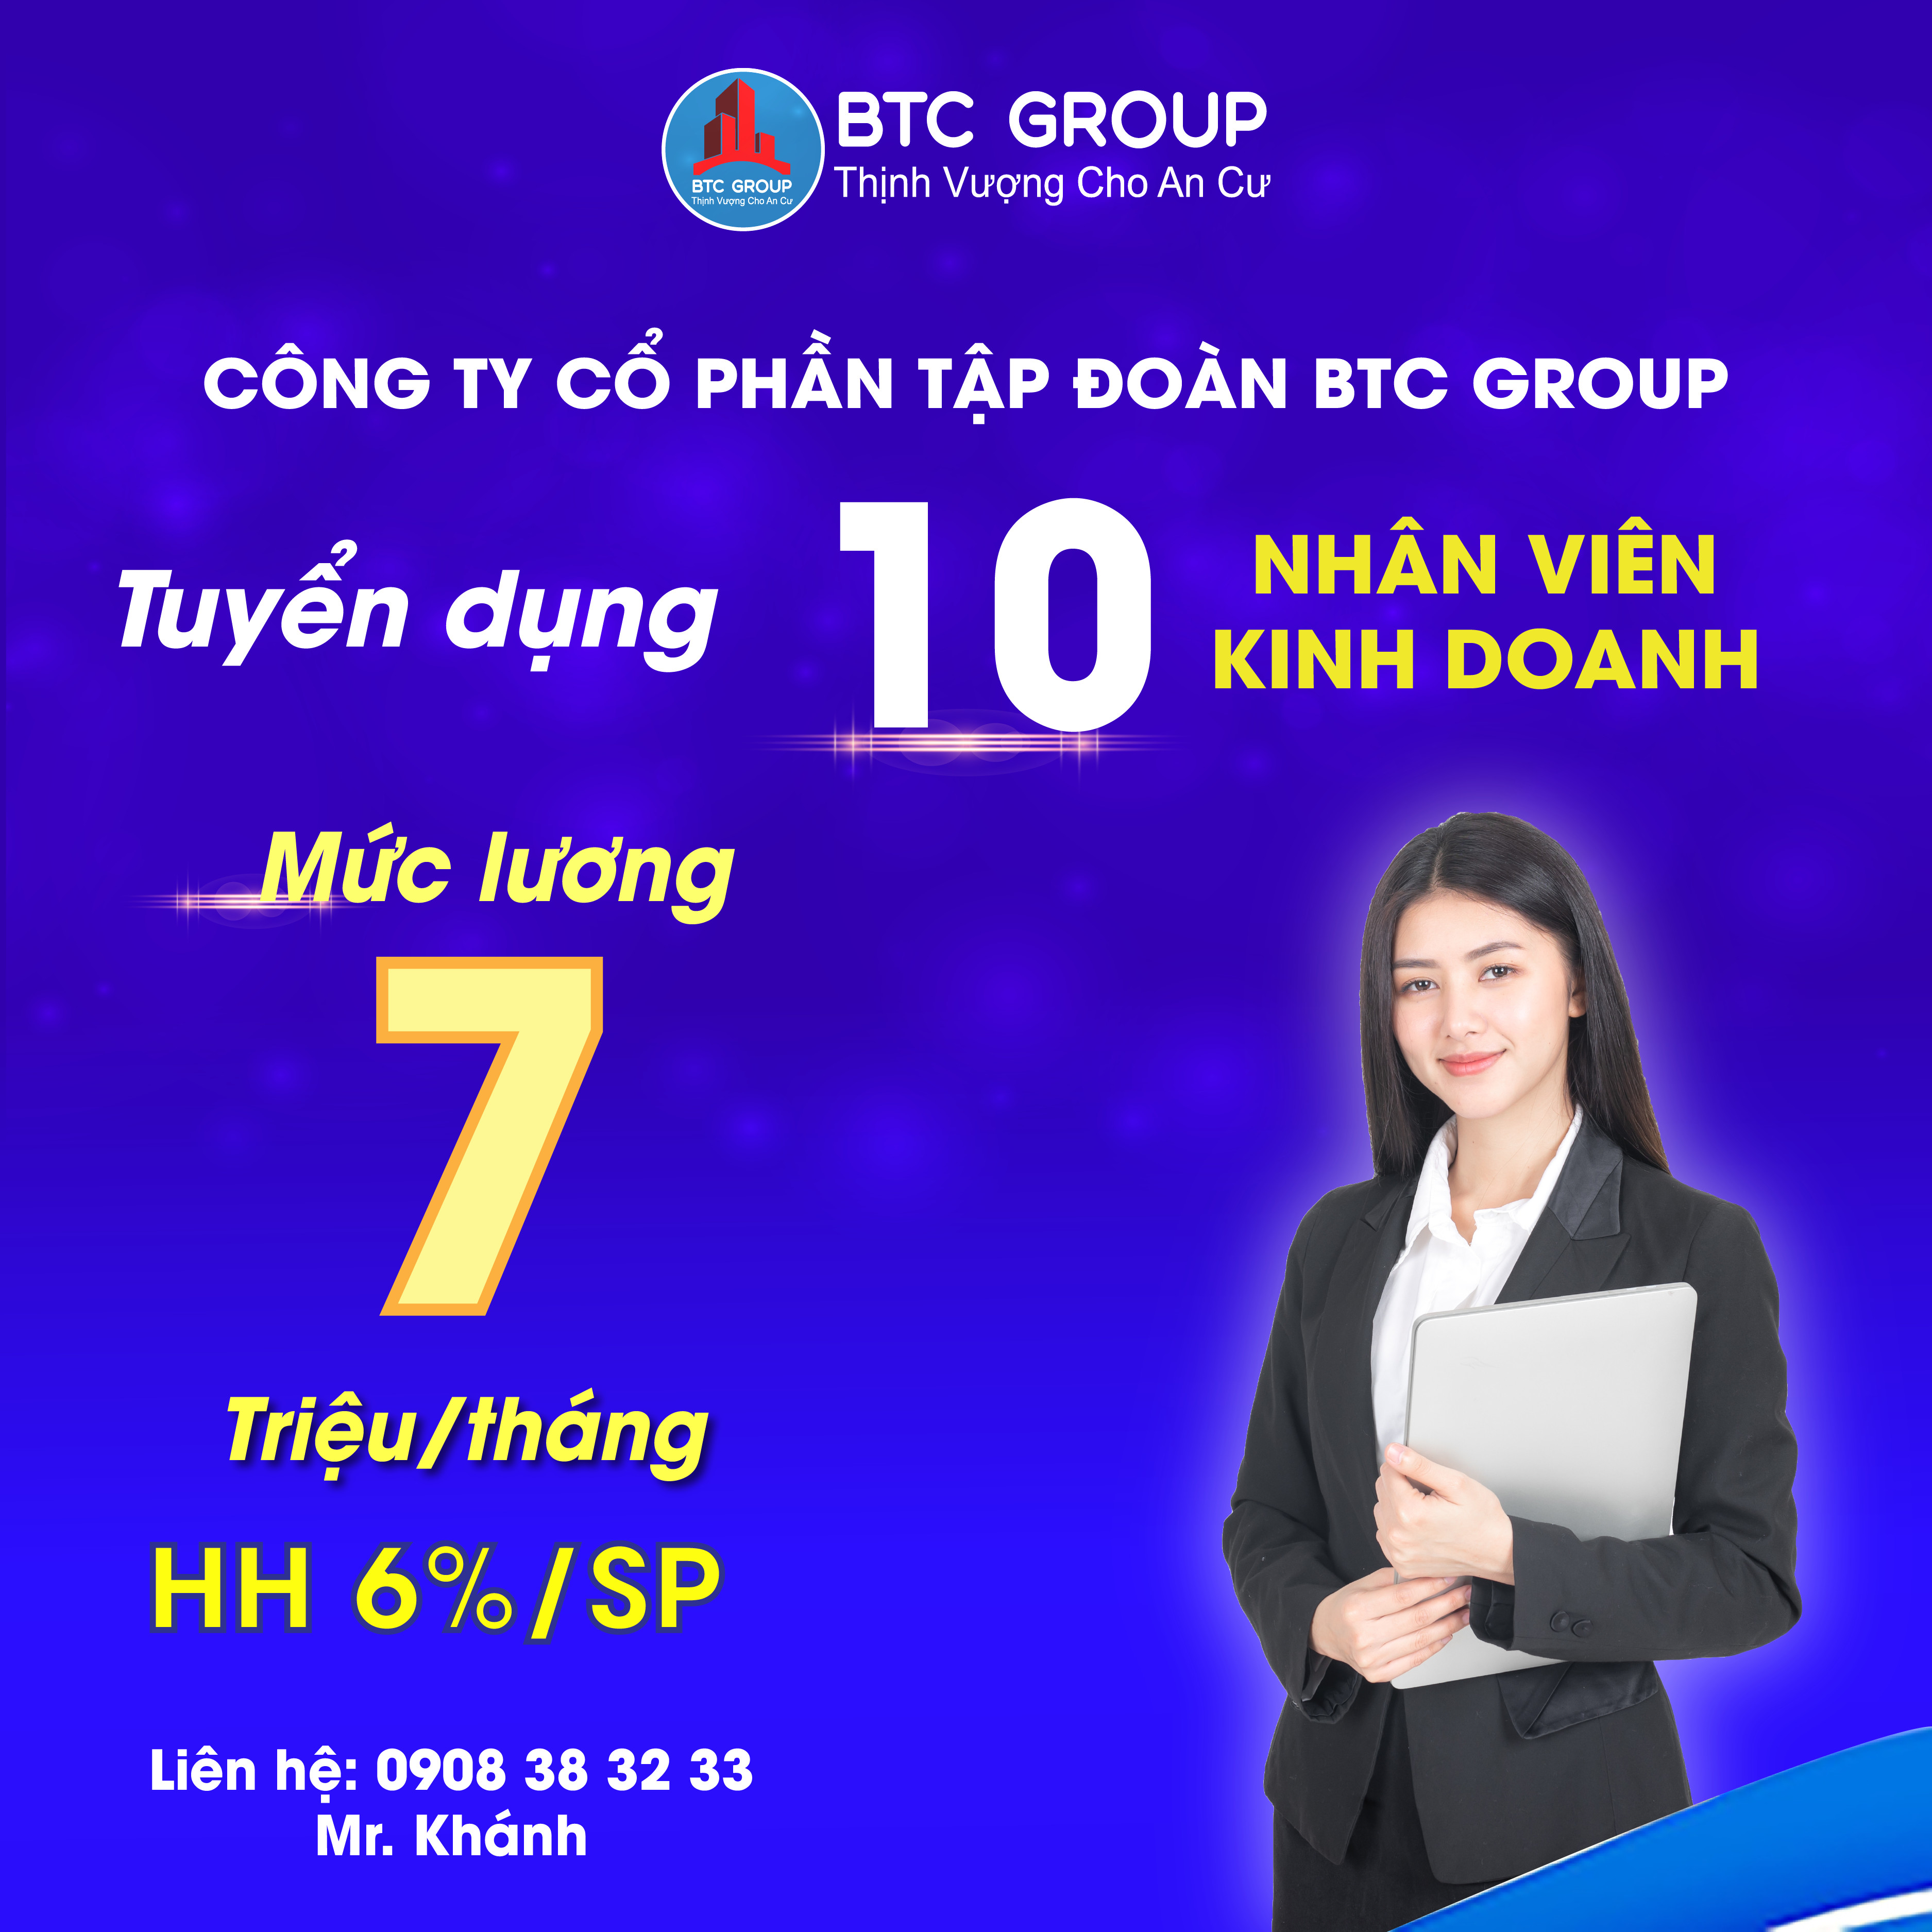 BTC GROUP
Thịnh Vượng Cho An Cư
BTC GROUP
Thịnh Vượng Cho An Cư
CÔNG TY CỔ PHẦN TẬP ĐOÀN BTC GROUP
Tuyển dụng
10
NHÂN VIÊN
KINH DOANH
Mức lương
7
Triệu/tháng
HH 6%/SP
Liên hệ: 0908 38 32 33
Mr. Khánh